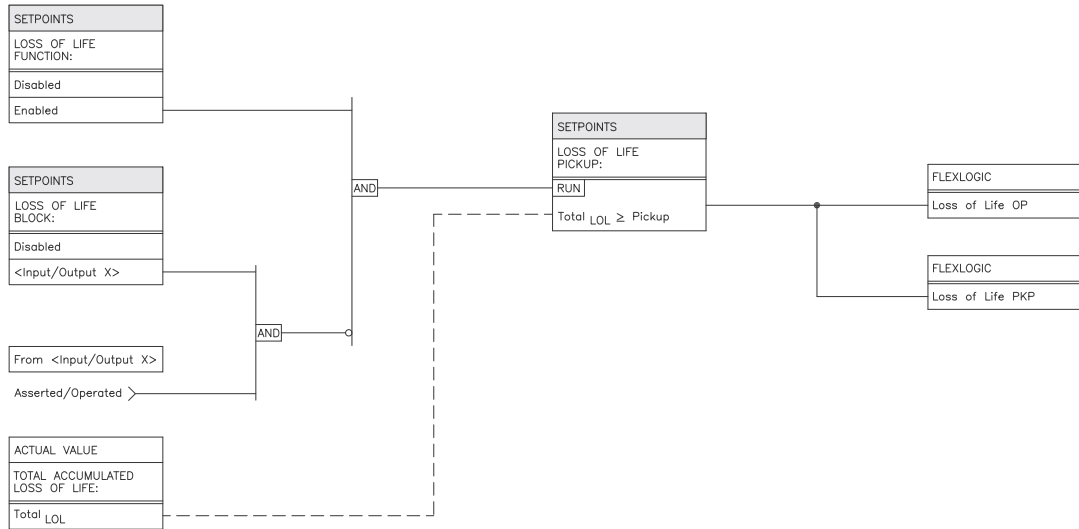 SETPOINTS
LOSS OF LIFE
FUNCTION:
Disabled
Enabled
SETPOINTS
LOSS OF LIFE
BLOCK:
Disabled
<Input/Output X>
From <Input/Output X>
Asserted/Operated
ACTUAL VALUE
TOTAL ACCUMULATED
LOSS OF LIFE:
Total LOL
AND
AND
SETPOINTS
LOSS OF LIFE
PICKUP:
RUN
Total LOL ≥ Pickup
FLEXLOGIC
Loss of Life OP
FLEXLOGIC
Loss of Life PKP